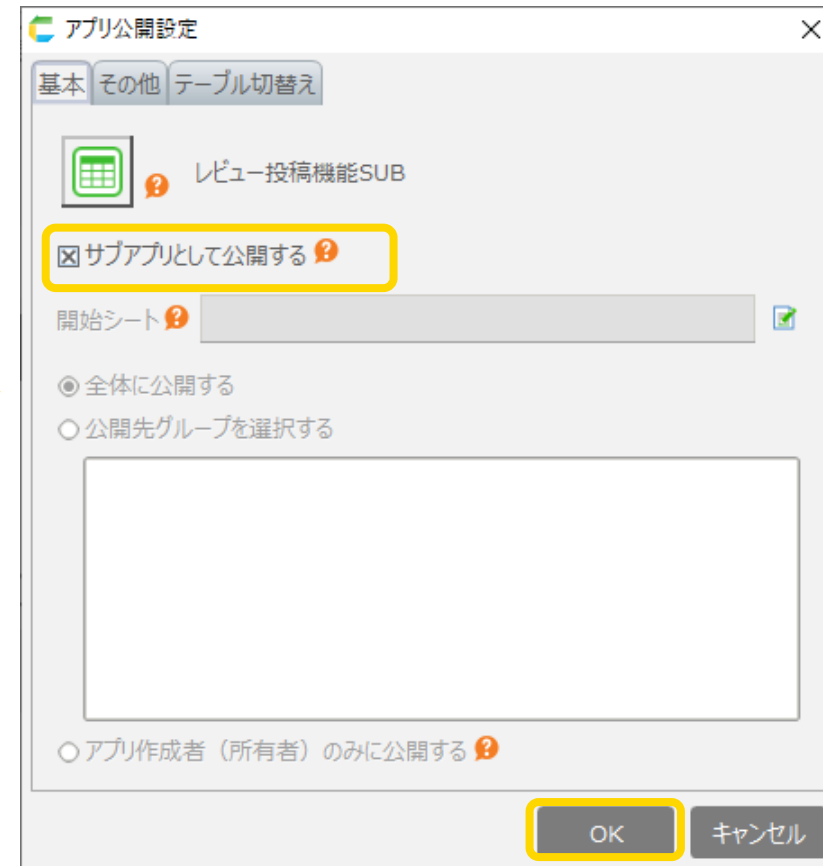 アプリ公開設定
基本 その他 テーブル切替え
レビュー投稿機能SUB
サブアプリとして公開する
開始シート
全体に公開する
公開先グループを選択する
アプリ作成者（所有者）のみに公開する
OK キャンセル